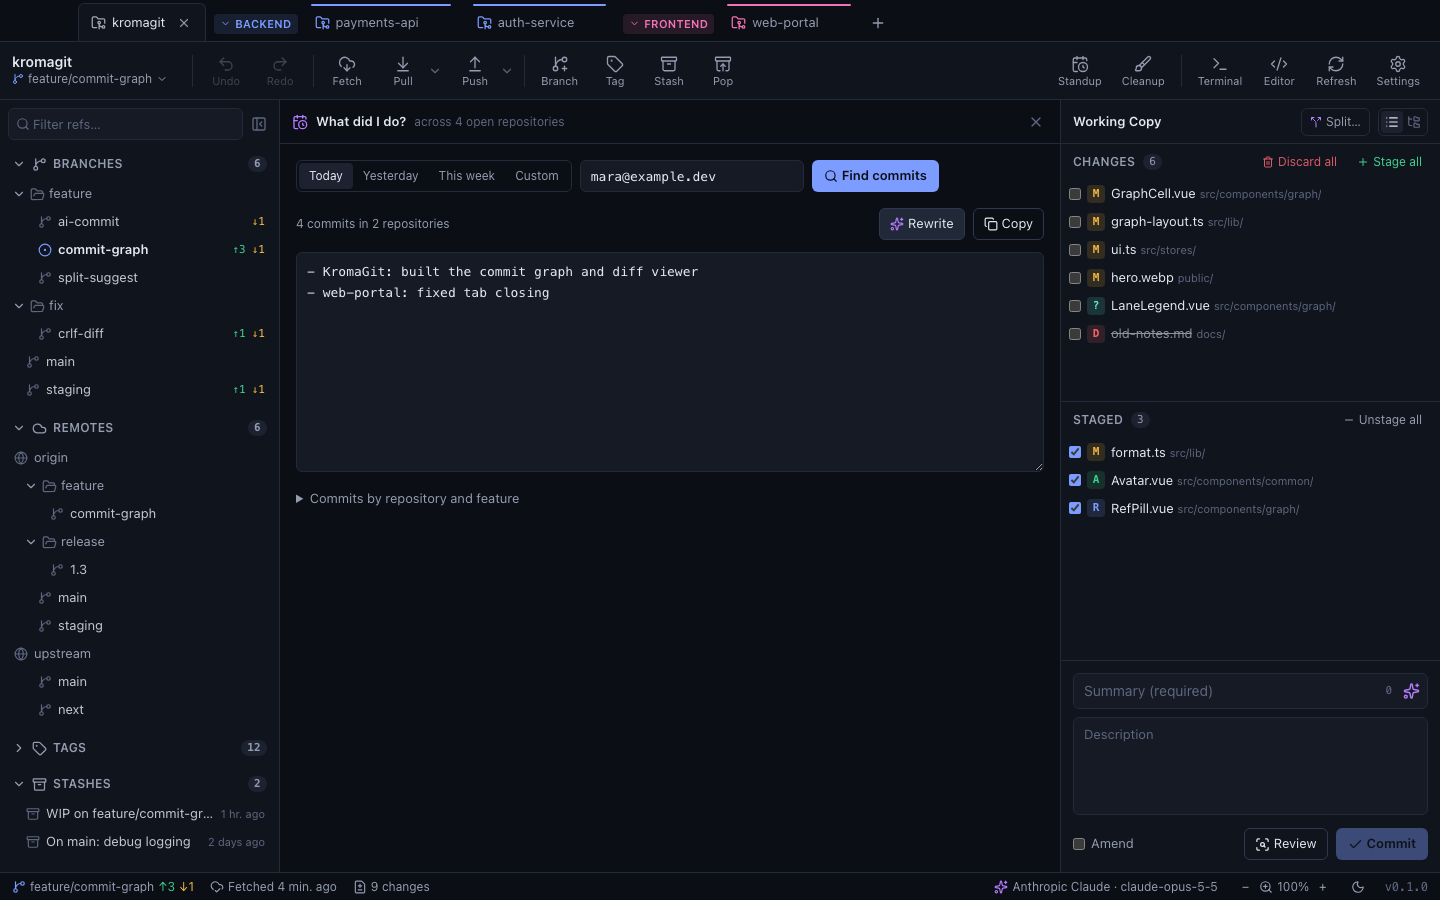 kromagit
BACKEND
payments-api
auth-service
FRONTEND
web-portal
kromagit
feature/commit-graph
Undo
Redo
Fetch
Pull
Push
Branch
Tag
Stash
Pop
Standup
Cleanup
Terminal
Editor
Refresh
Settings
Filter refs...
BRANCHES 6
feature
ai-commit ↓1
commit-graph ↑3 ↓1
split-suggest
fix
crlf-diff ↑1 ↓1
main
staging ↑1 ↓1
REMOTES 6
origin
feature
commit-graph
release
1.3
main
staging
upstream
main
next
TAGS 12
STASHES 2
WIP on feature/commit-gr... 1 hr. ago
On main: debug logging 2 days ago
What did I do? across 4 open repositories
Today Yesterday This week Custom
mara@example.dev
Find commits
4 commits in 2 repositories
Rewrite
Copy
– KromaGit: built the commit graph and diff viewer
– web-portal: fixed tab closing
Commits by repository and feature
Working Copy
Split...
CHANGES 6
Discard all
Stage all
M GraphCell.vue src/components/graph/
M graph-layout.ts src/lib/
M ui.ts src/stores/
M hero.webp public/
? LaneLegend.vue src/components/graph/
D old-notes.md docs/
STAGED 3
Unstage all
M format.ts src/lib/
A Avatar.vue src/components/common/
R RefPill.vue src/components/graph/
Summary (required) 0
Description
Amend
Review
Commit
feature/commit-graph ↑3 ↓1
Fetched 4 min. ago
9 changes
Anthropic Claude · claude-opus-5-5
− 100% +
v0.1.0